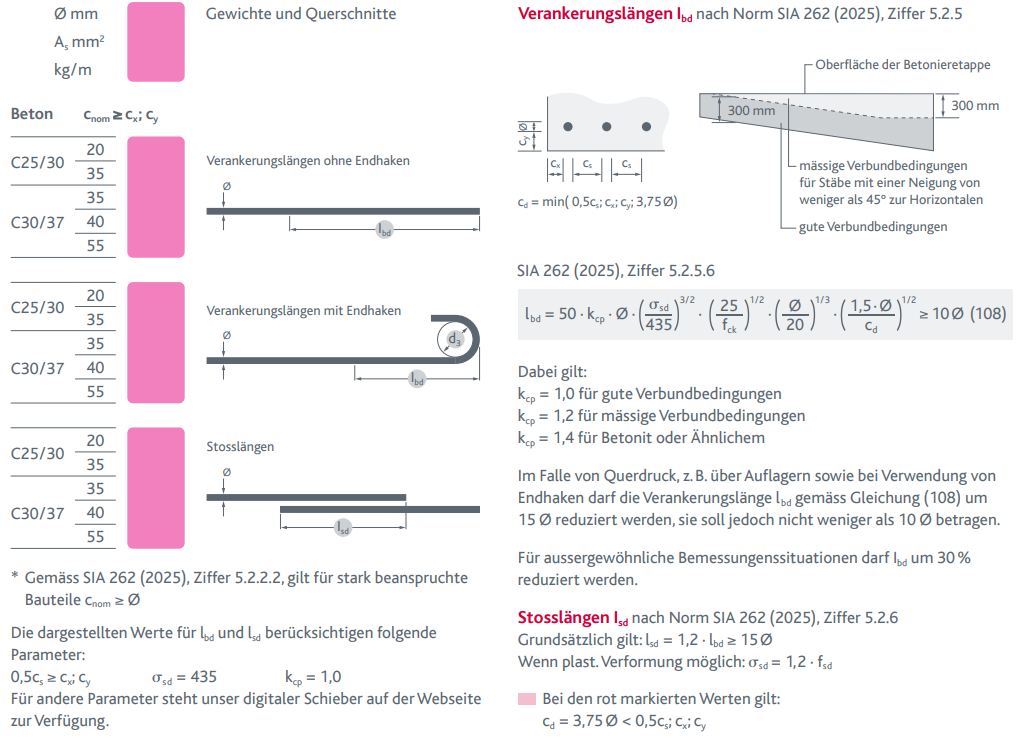 Ø mm
Aₛ mm²
kg/m
Gewichte und Querschnitte
Beton cnom ≥ cx; cy
C25/30
20
35
C30/37
35
40
55
Verankerungslängen ohne Endhaken
Ø
lbd
C25/30
20
35
C30/37
35
40
55
Verankerungslängen mit Endhaken
Ø
d₃
lbd
C25/30
20
35
C30/37
35
40
55
Stosslängen
Ø
lsd
* Gemäss SIA 262 (2025), Ziffer 5.2.2.2, gilt für stark beanspruchte
Bauteile cnom ≥ Ø
Die dargestellten Werte für lbd und lsd berücksichtigen folgende
Parameter:
0,5cs ≥ cx; cy σsd = 435 kcp = 1,0
Für andere Parameter steht unser digitaler Schieber auf der Webseite
zur Verfügung.
Verankerungslängen lbd nach Norm SIA 262 (2025), Ziffer 5.2.5
Oberfläche der Betonieretappe
300 mm
300 mm
Ø
cy
cx cs cs
mässige Verbundbedingungen
für Stäbe mit einer Neigung von
weniger als 45° zur Horizontalen
gute Verbundbedingungen
cd = min( 0,5cs; cx; cy; 3,75 Ø)
SIA 262 (2025), Ziffer 5.2.5.6
lbd = 50 · kcp · Ø · (σsd/435)^3/2 · (25/fck)^1/2 · (Ø/20)^1/3 · (1,5 · Ø/cd)^1/2 ≥ 10 Ø (108)
Dabei gilt:
kcp = 1,0 für gute Verbundbedingungen
kcp = 1,2 für mässige Verbundbedingungen
kcp = 1,4 für Betonit oder Ähnlichem
Im Falle von Querdruck, z. B. über Auflagern sowie bei Verwendung von
Endhaken darf die Verankerungslänge lbd gemäss Gleichung (108) um
15 Ø reduziert werden, sie soll jedoch nicht weniger als 10 Ø betragen.
Für aussergewöhnliche Bemessungenssituationen darf lbd um 30 %
reduziert werden.
Stosslängen lsd nach Norm SIA 262 (2025), Ziffer 5.2.6
Grundsätzlich gilt: lsd = 1,2 · lbd ≥ 15 Ø
Wenn plast. Verformung möglich: σsd = 1,2 · fsd
Bei den rot markierten Werten gilt:
cd = 3,75 Ø < 0,5cs; cx; cy